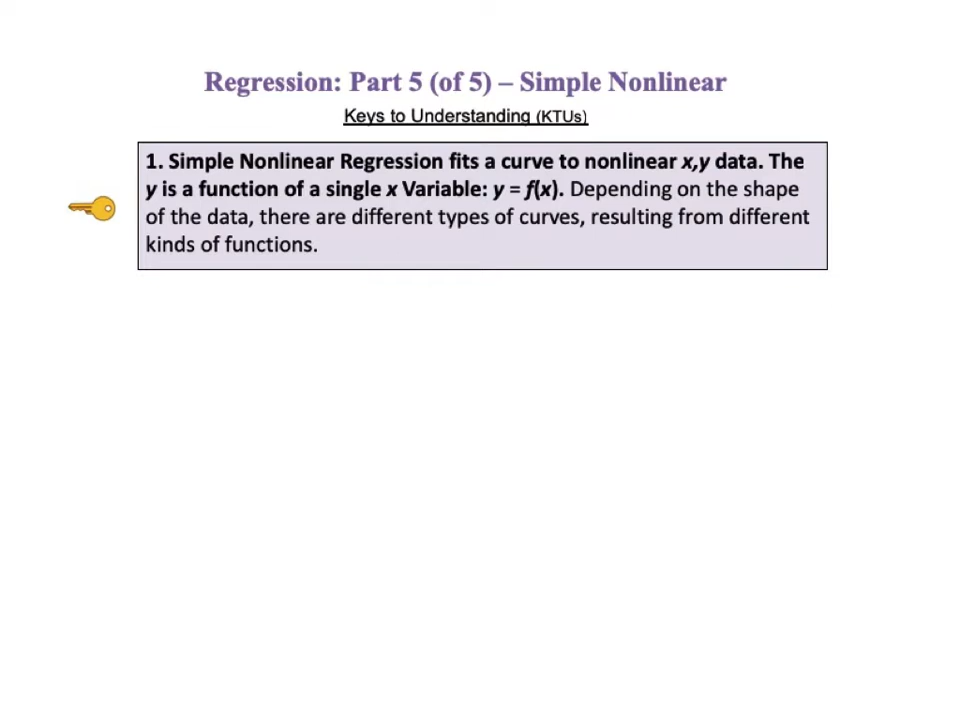 Regression: Part 5 (of 5) – Simple Nonlinear
Keys to Understanding (KTUs)
1. Simple Nonlinear Regression fits a curve to nonlinear x,y data. The
y is a function of a single x Variable: y = f(x). Depending on the shape
of the data, there are different types of curves, resulting from different
kinds of functions.